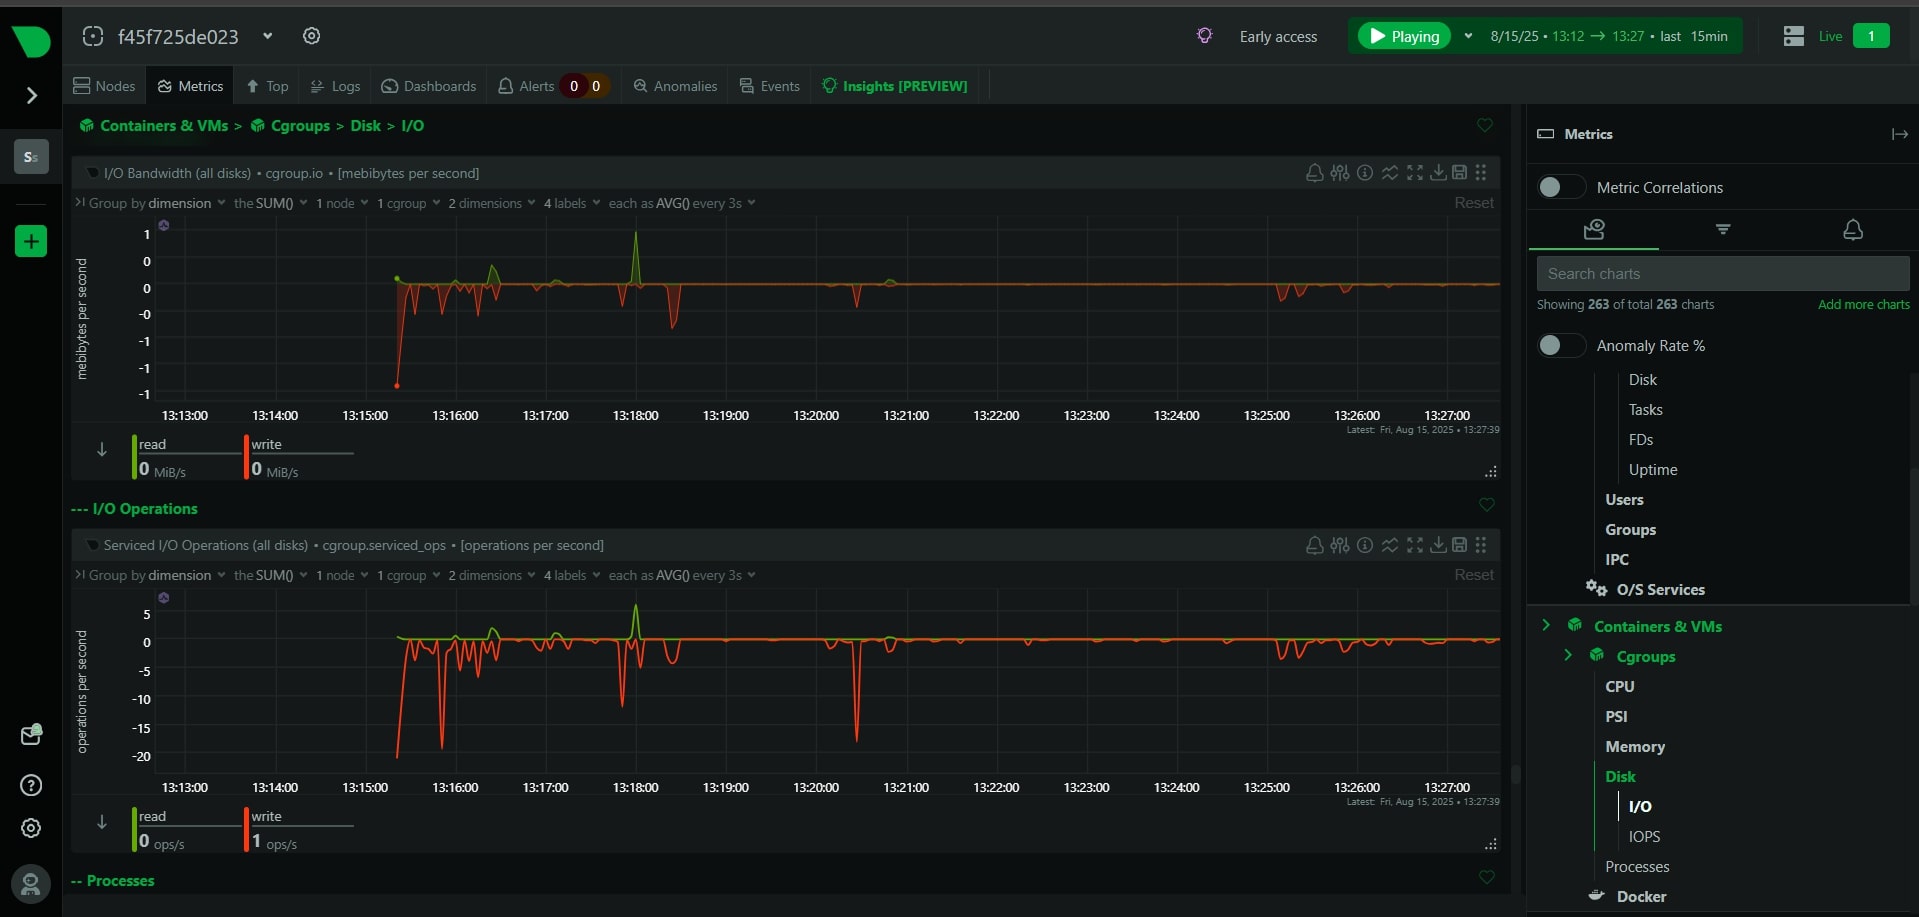 f45f725de023
Early access
Playing
8/15/25 • 13:12 → 13:27 • last 15min
Live 1
Nodes Metrics Top Logs Dashboards Alerts 0 0 Anomalies Events Insights [PREVIEW]
Ss
Containers & VMs > Cgroups > Disk > I/O
I/O Bandwidth (all disks) • cgroup.io • [mebibytes per second]
Group by dimension the SUM() 1 node 1 cgroup 2 dimensions 4 labels each as AVG() every 3s Reset
mebibytes per second
1
0
0
-0
-1
-1
-1
13:13:00 13:14:00 13:15:00 13:16:00 13:17:00 13:18:00 13:19:00 13:20:00 13:21:00 13:22:00 13:23:00 13:24:00 13:25:00 13:26:00 13:27:00
Latest: Fri, Aug 15, 2025 • 13:27:39
read write
0 MiB/s 0 MiB/s
--- I/O Operations
Serviced I/O Operations (all disks) • cgroup.serviced_ops • [operations per second]
Group by dimension the SUM() 1 node 1 cgroup 2 dimensions 4 labels each as AVG() every 3s Reset
operations per second
5
0
-5
-10
-15
-20
13:13:00 13:14:00 13:15:00 13:16:00 13:17:00 13:18:00 13:19:00 13:20:00 13:21:00 13:22:00 13:23:00 13:24:00 13:25:00 13:26:00 13:27:00
Latest: Fri, Aug 15, 2025 • 13:27:39
read write
0 ops/s 1 ops/s
-- Processes
Metrics
Metric Correlations
Search charts
Showing 263 of total 263 charts Add more charts
Anomaly Rate %
Disk
Tasks
FDs
Uptime
Users
Groups
IPC
O/S Services
Containers & VMs
Cgroups
CPU
PSI
Memory
Disk
I/O
IOPS
Processes
Docker